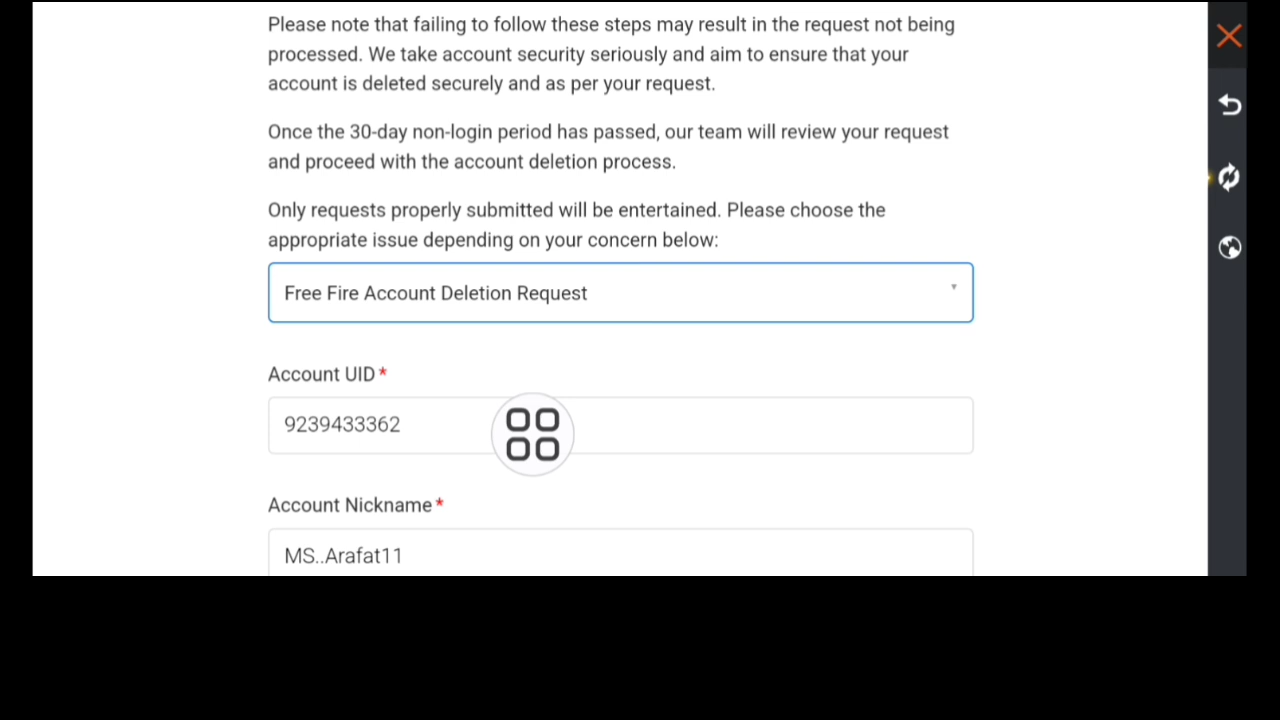 Please note that failing to follow these steps may result in the request not being
processed. We take account security seriously and aim to ensure that your
account is deleted securely and as per your request.
Once the 30-day non-login period has passed, our team will review your request
and proceed with the account deletion process.
Only requests properly submitted will be entertained. Please choose the
appropriate issue depending on your concern below:
Free Fire Account Deletion Request
Account UID*
9239433362
Account Nickname*
MS..Arafat11